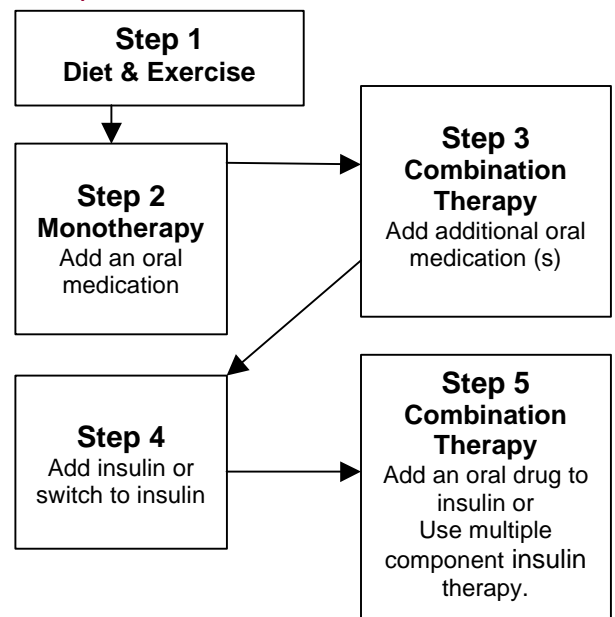 Step 1
Diet & Exercise
Step 2
Monotherapy
Add an oral
medication
Step 3
Combination
Therapy
Add additional oral
medication (s)
Step 4
Add insulin or
switch to insulin
Step 5
Combination
Therapy
Add an oral drug to
insulin or
Use multiple
component insulin
therapy.